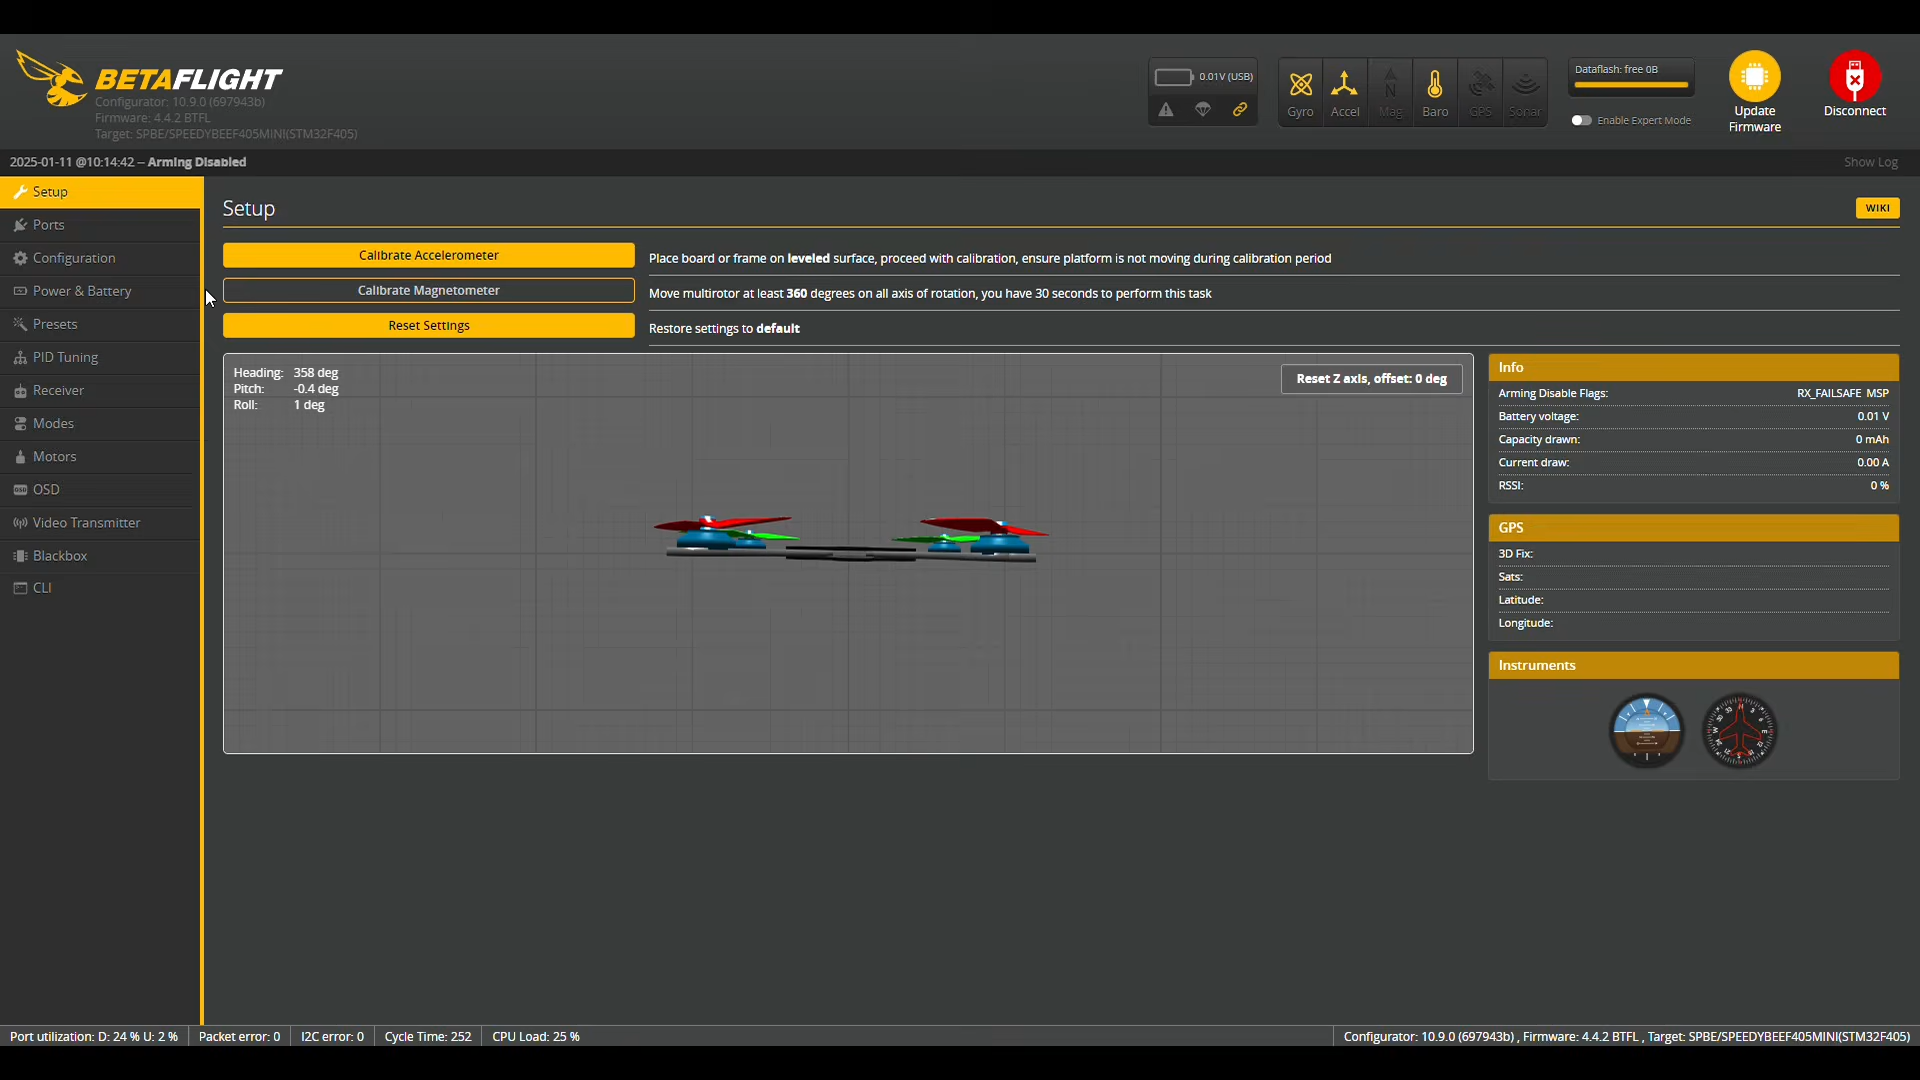 BETAFLIGHT
Configurator: 10.9.0 (697943b)
Firmware: 4.4.2 BTFL
Target: SPBE/SPEEDYBEEF405MINI(STM32F405)
0.01V (USB)
Gyro
Accel
Mag
Baro
GPS
Sonar
Dataflash: free 0B
Enable Expert Mode
Update
Firmware
Disconnect
2025-01-11 @10:14:42 -- Arming Disabled
Show Log
Setup
Ports
Configuration
Power & Battery
Presets
PID Tuning
Receiver
Modes
Motors
OSD
Video Transmitter
Blackbox
CLI
Setup
WIKI
Calibrate Accelerometer
Place board or frame on leveled surface, proceed with calibration, ensure platform is not moving during calibration period
Calibrate Magnetometer
Move multirotor at least 360 degrees on all axis of rotation, you have 30 seconds to perform this task
Reset Settings
Restore settings to default
Heading: 358 deg
Pitch: -0.4 deg
Roll: 1 deg
Reset Z axis, offset: 0 deg
Info
Arming Disable Flags: RX_FAILSAFE MSP
Battery voltage: 0.01 V
Capacity drawn: 0 mAh
Current draw: 0.00 A
RSSI: 0 %
GPS
3D Fix:
Sats:
Latitude:
Longitude:
Instruments
Port utilization: D: 24 % U: 2 %
Packet error: 0
I2C error: 0
Cycle Time: 252
CPU Load: 25 %
Configurator: 10.9.0 (697943b) , Firmware: 4.4.2 BTFL , Target: SPBE/SPEEDYBEEF405MINI(STM32F405)